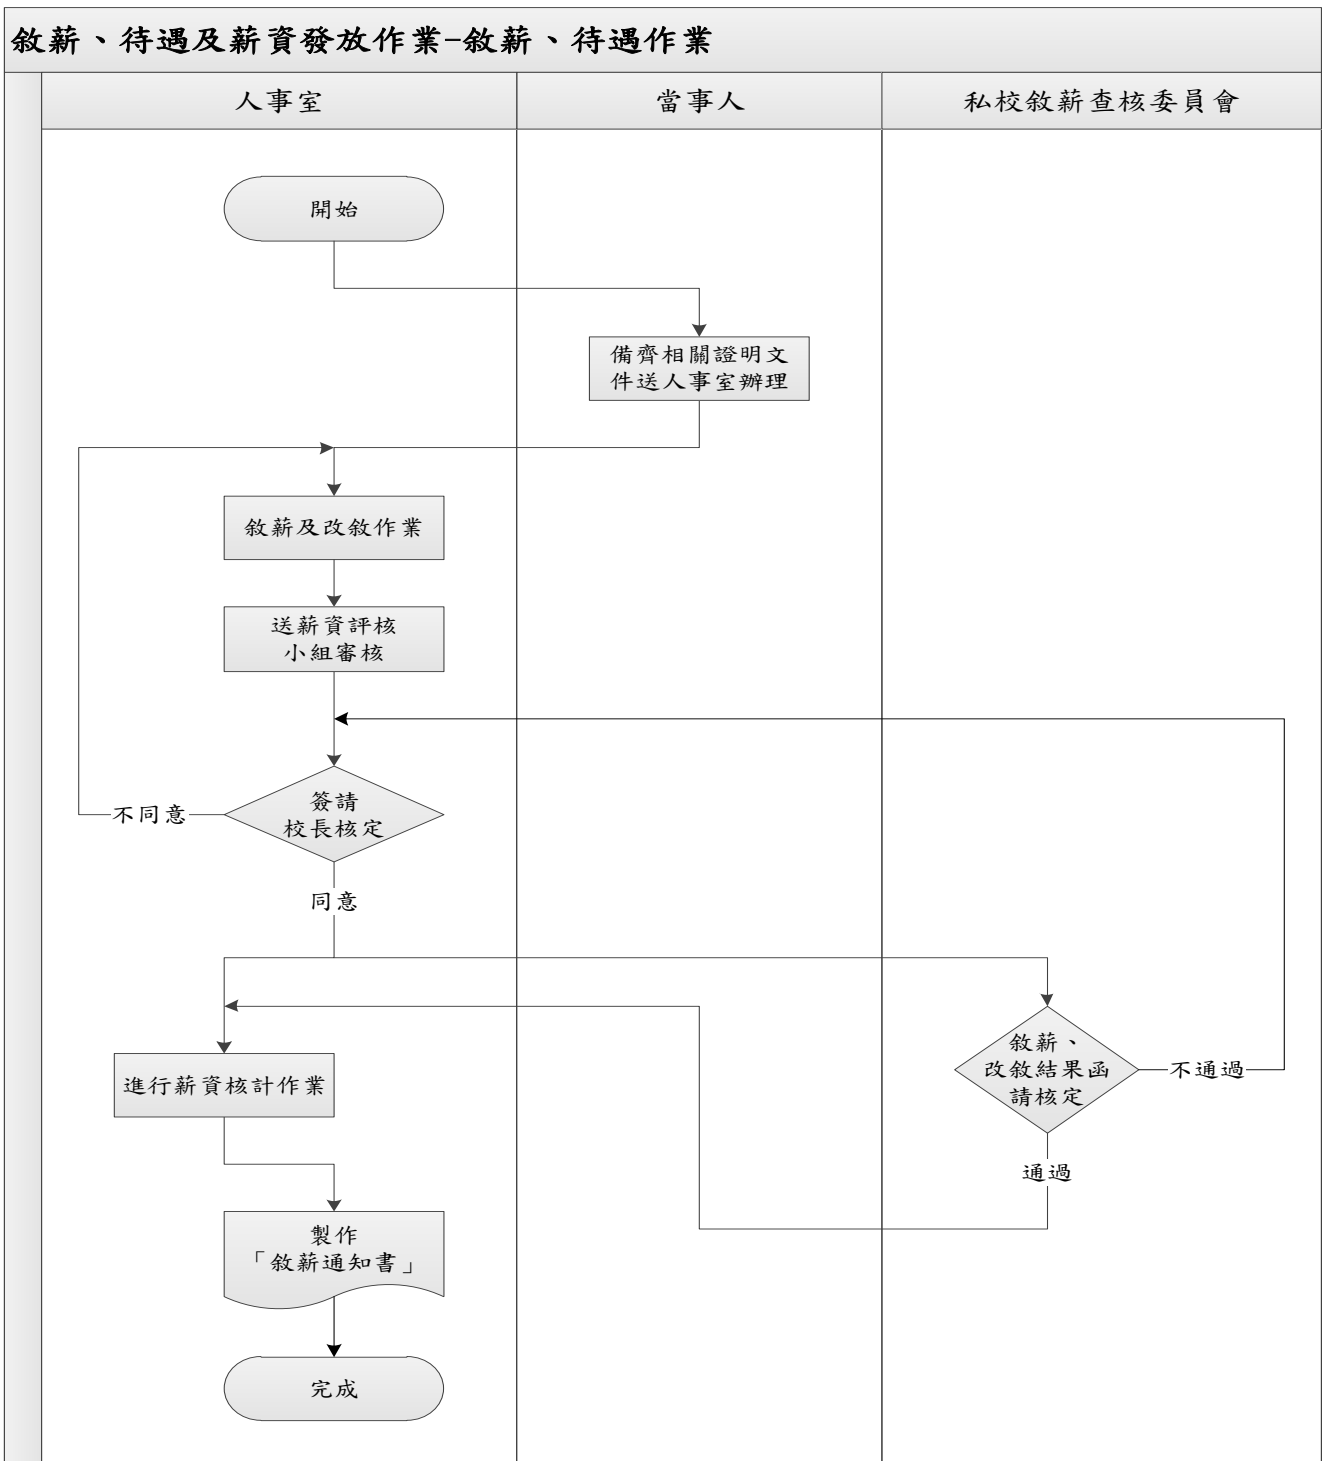 敘薪、待遇及薪資發放作業-敘薪、待遇作業
人事室
當事人
私校敘薪查核委員會
開始
備齊相關證明文
件送人事室辦理
敘薪及改敘作業
送薪資評核
小組審核
簽請
校長核定
不同意
同意
敘薪、
改敘結果函
請核定
不通過
進行薪資核計作業
通過
製作
「敘薪通知書」
完成